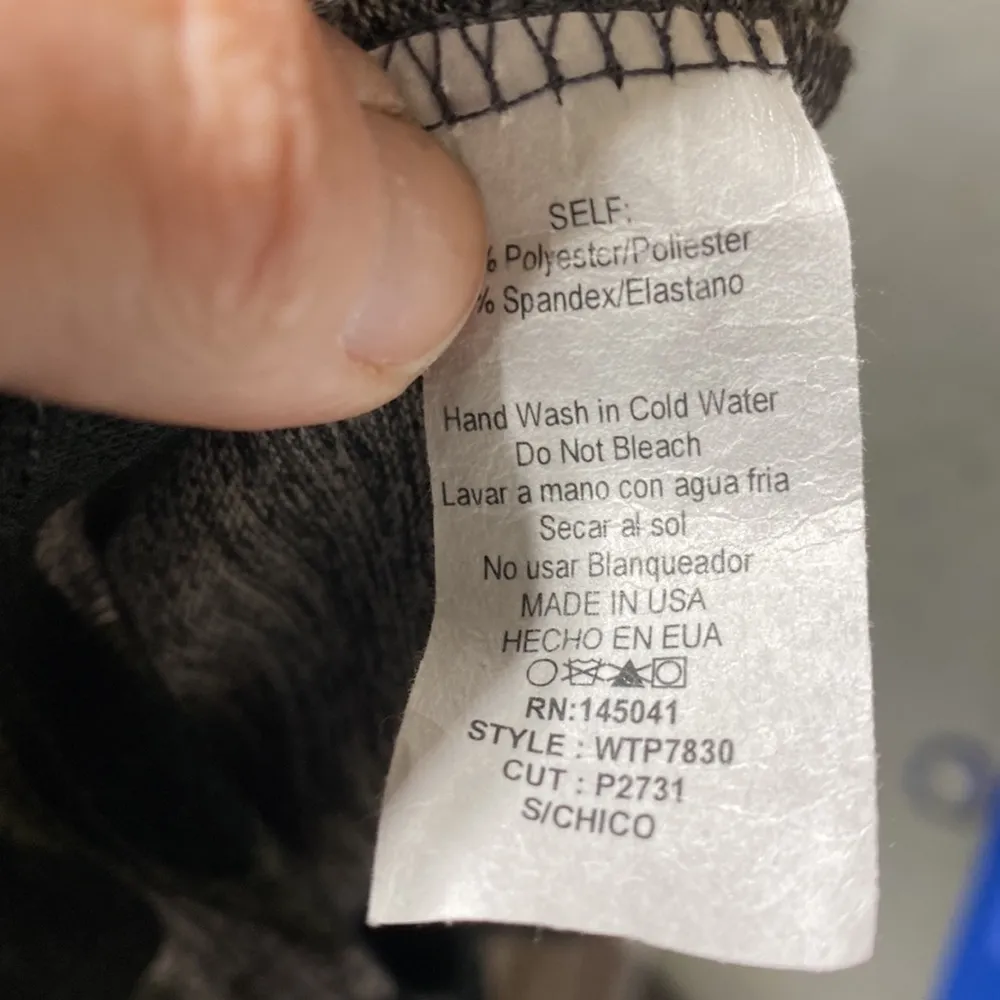 SELF:
% Polyester/Poliester
% Spandex/Elastano
Hand Wash in Cold Water
Do Not Bleach
Lavar a mano con agua fria
Secar al sol
No usar Blanqueador
MADE IN USA
HECHO EN EUA
RN:145041
STYLE : WTP7830
CUT : P2731
S/CHICO